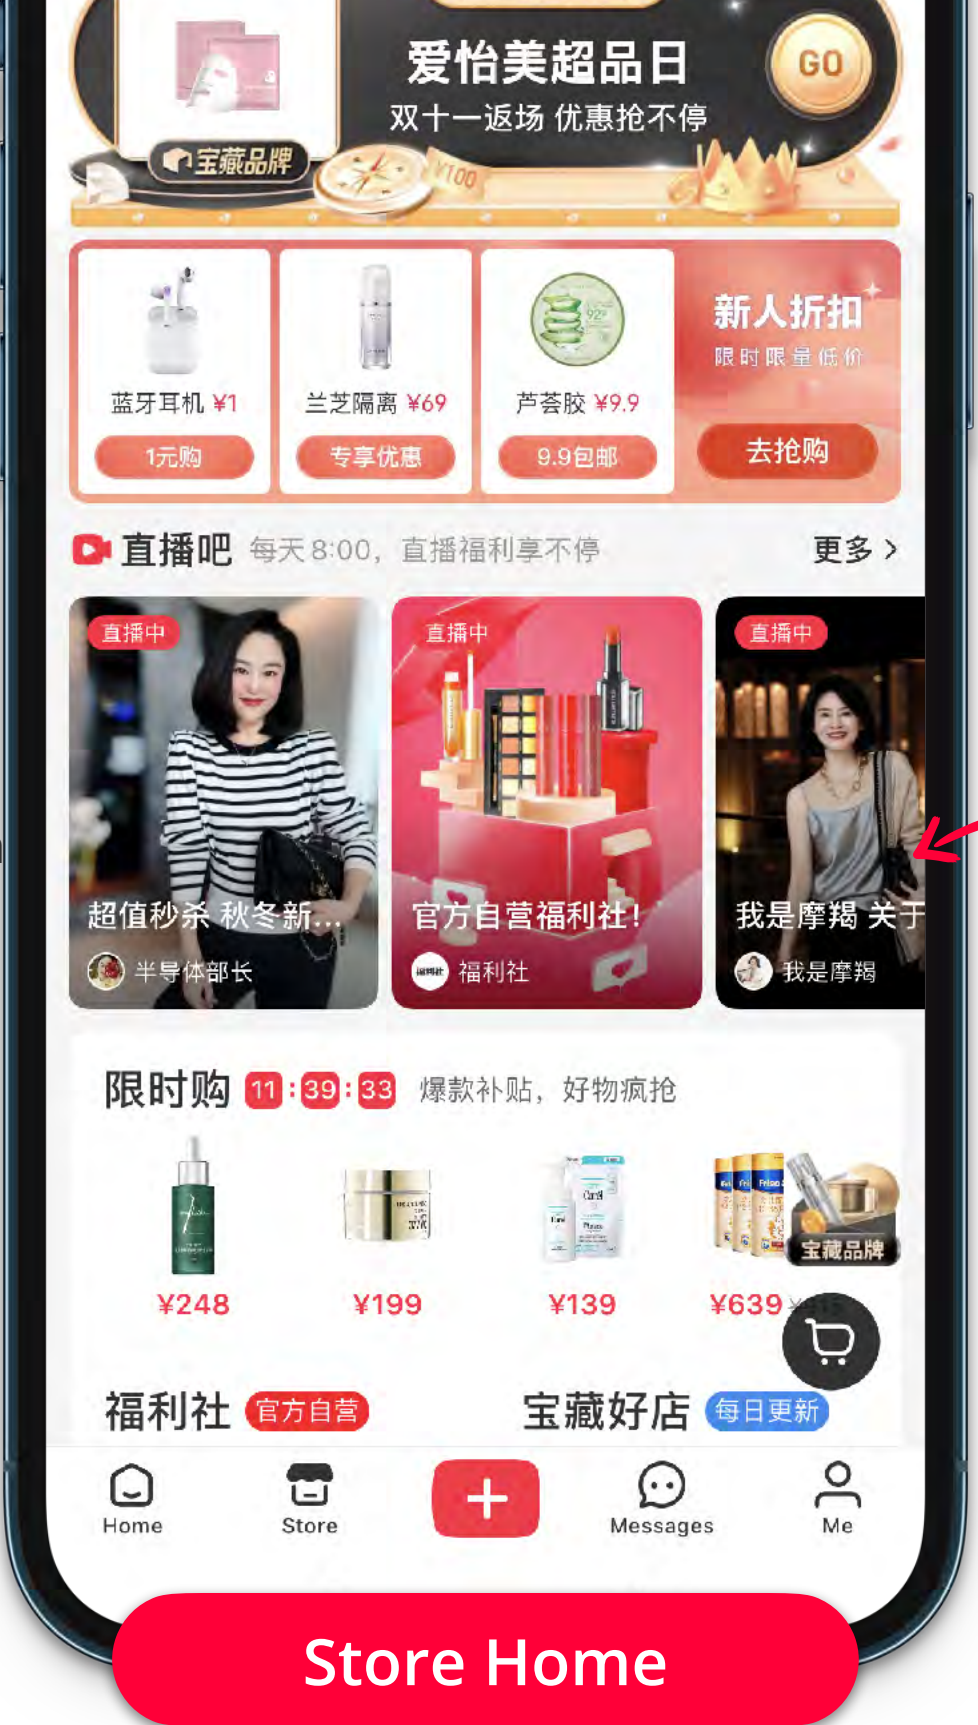 爱怡美超品日
GO
双十一返场 优惠抢不停
宝藏品牌
¥100
蓝牙耳机 ¥1
1元购
兰芝隔离 ¥69
专享优惠
92%
芦荟胶 ¥9.9
9.9包邮
新人折扣
限时限量低价
去抢购
直播吧 每天8:00，直播福利享不停
更多 >
直播中
超值秒杀 秋冬新...
半导体部长
直播中
官方自营福利社！
福利社 福利社
直播中
我是摩羯 关于
我是摩羯
限时购 11:39:33 爆款补贴，好物疯抢
Curél
Curél
Friso
宝藏品牌
¥248
¥199
¥139
¥639
福利社 官方自营
宝藏好店 每日更新
Home
Store
Messages
Me
Store Home